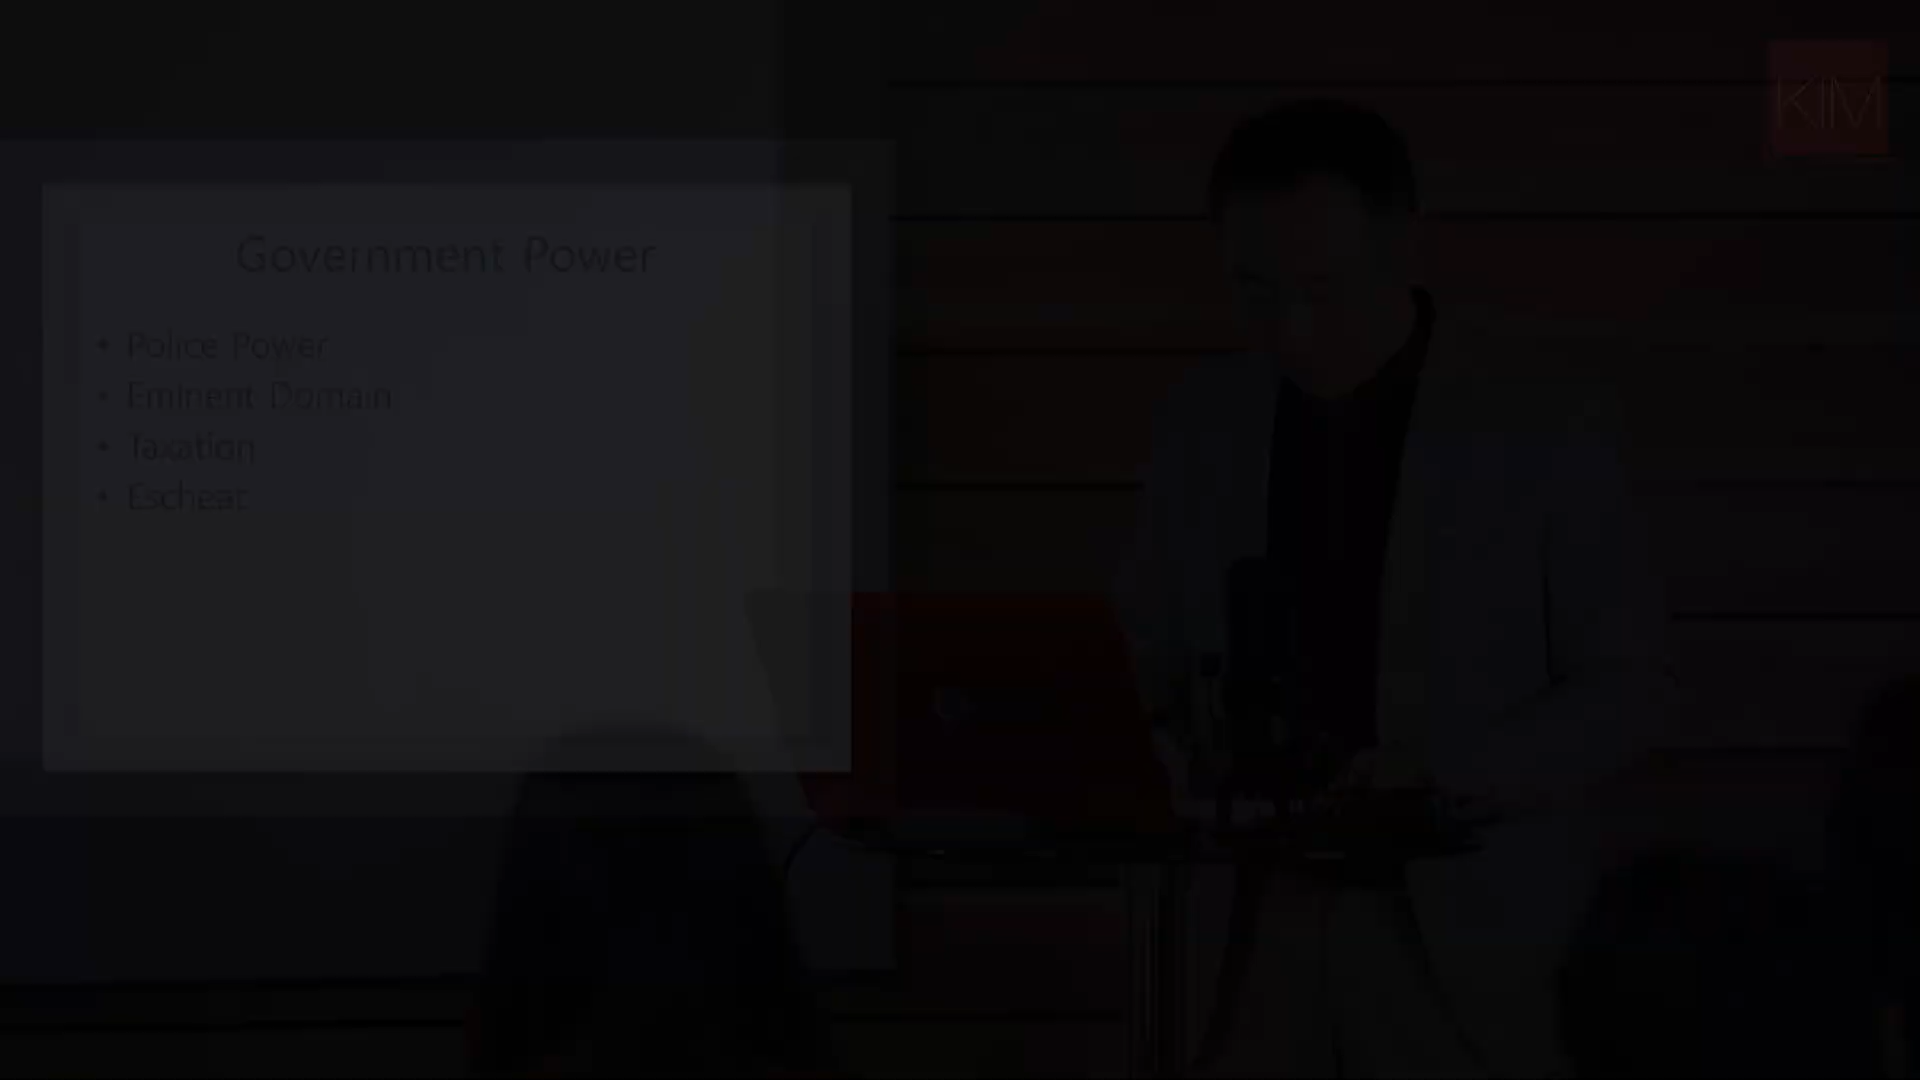 KIM
Government Power
• Police Power
• Eminent Domain
• Taxation
• Escheat